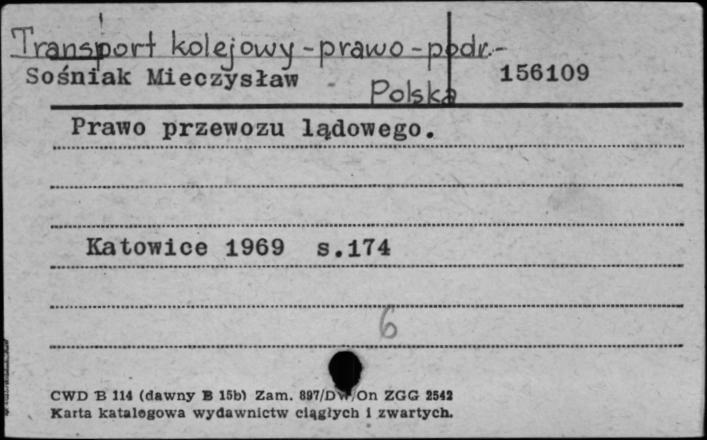 Transport kolejowy - prawo - podr. -
Sośniak Mieczysław
156109
Polska
Prawo przewozu lądowego.
Katowice 1969 s.174
6
CWD B 114 (dawny B 15b) Zam. 897/DW/On ZGG 2542
Karta katalogowa wydawnictw ciągłych i zwartych.